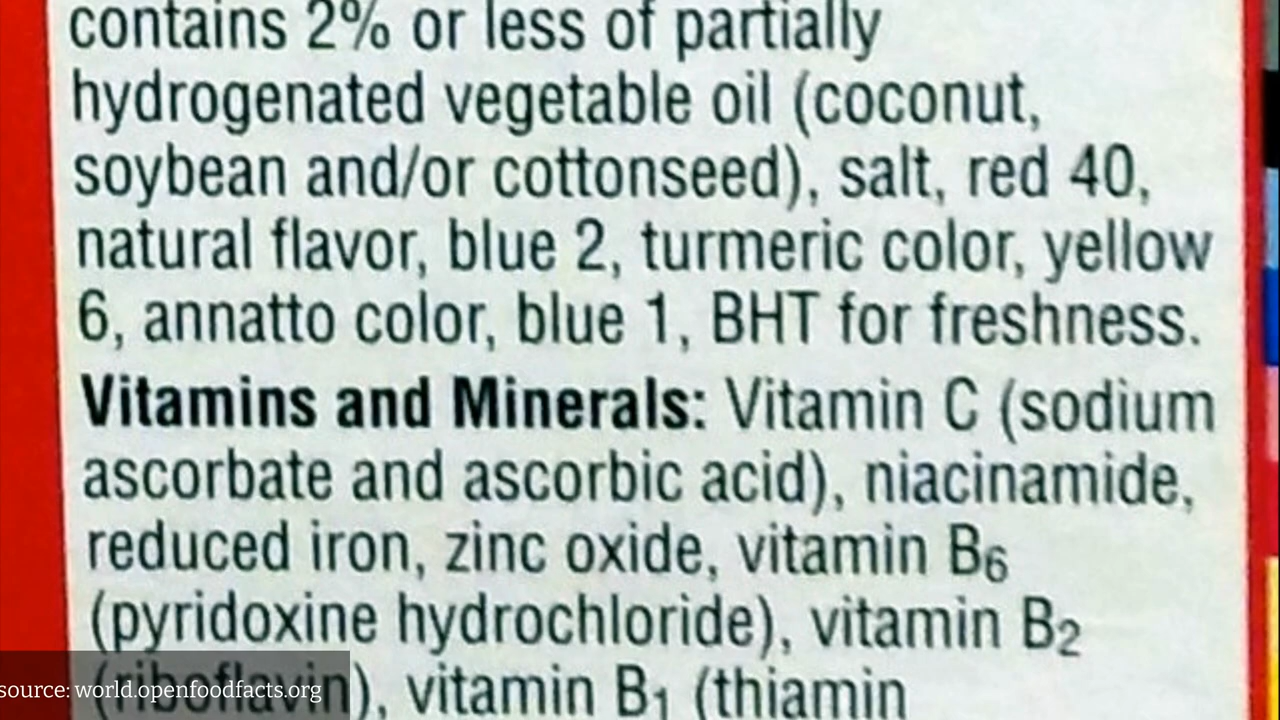 contains 2% or less of partially
hydrogenated vegetable oil (coconut,
soybean and/or cottonseed), salt, red 40,
natural flavor, blue 2, turmeric color, yellow
6, annatto color, blue 1, BHT for freshness.
Vitamins and Minerals: Vitamin C (sodium
ascorbate and ascorbic acid), niacinamide,
reduced iron, zinc oxide, vitamin B6
(pyridoxine hydrochloride), vitamin B2
(riboflavin), vitamin B1 (thiamin
source: world.openfoodfacts.org